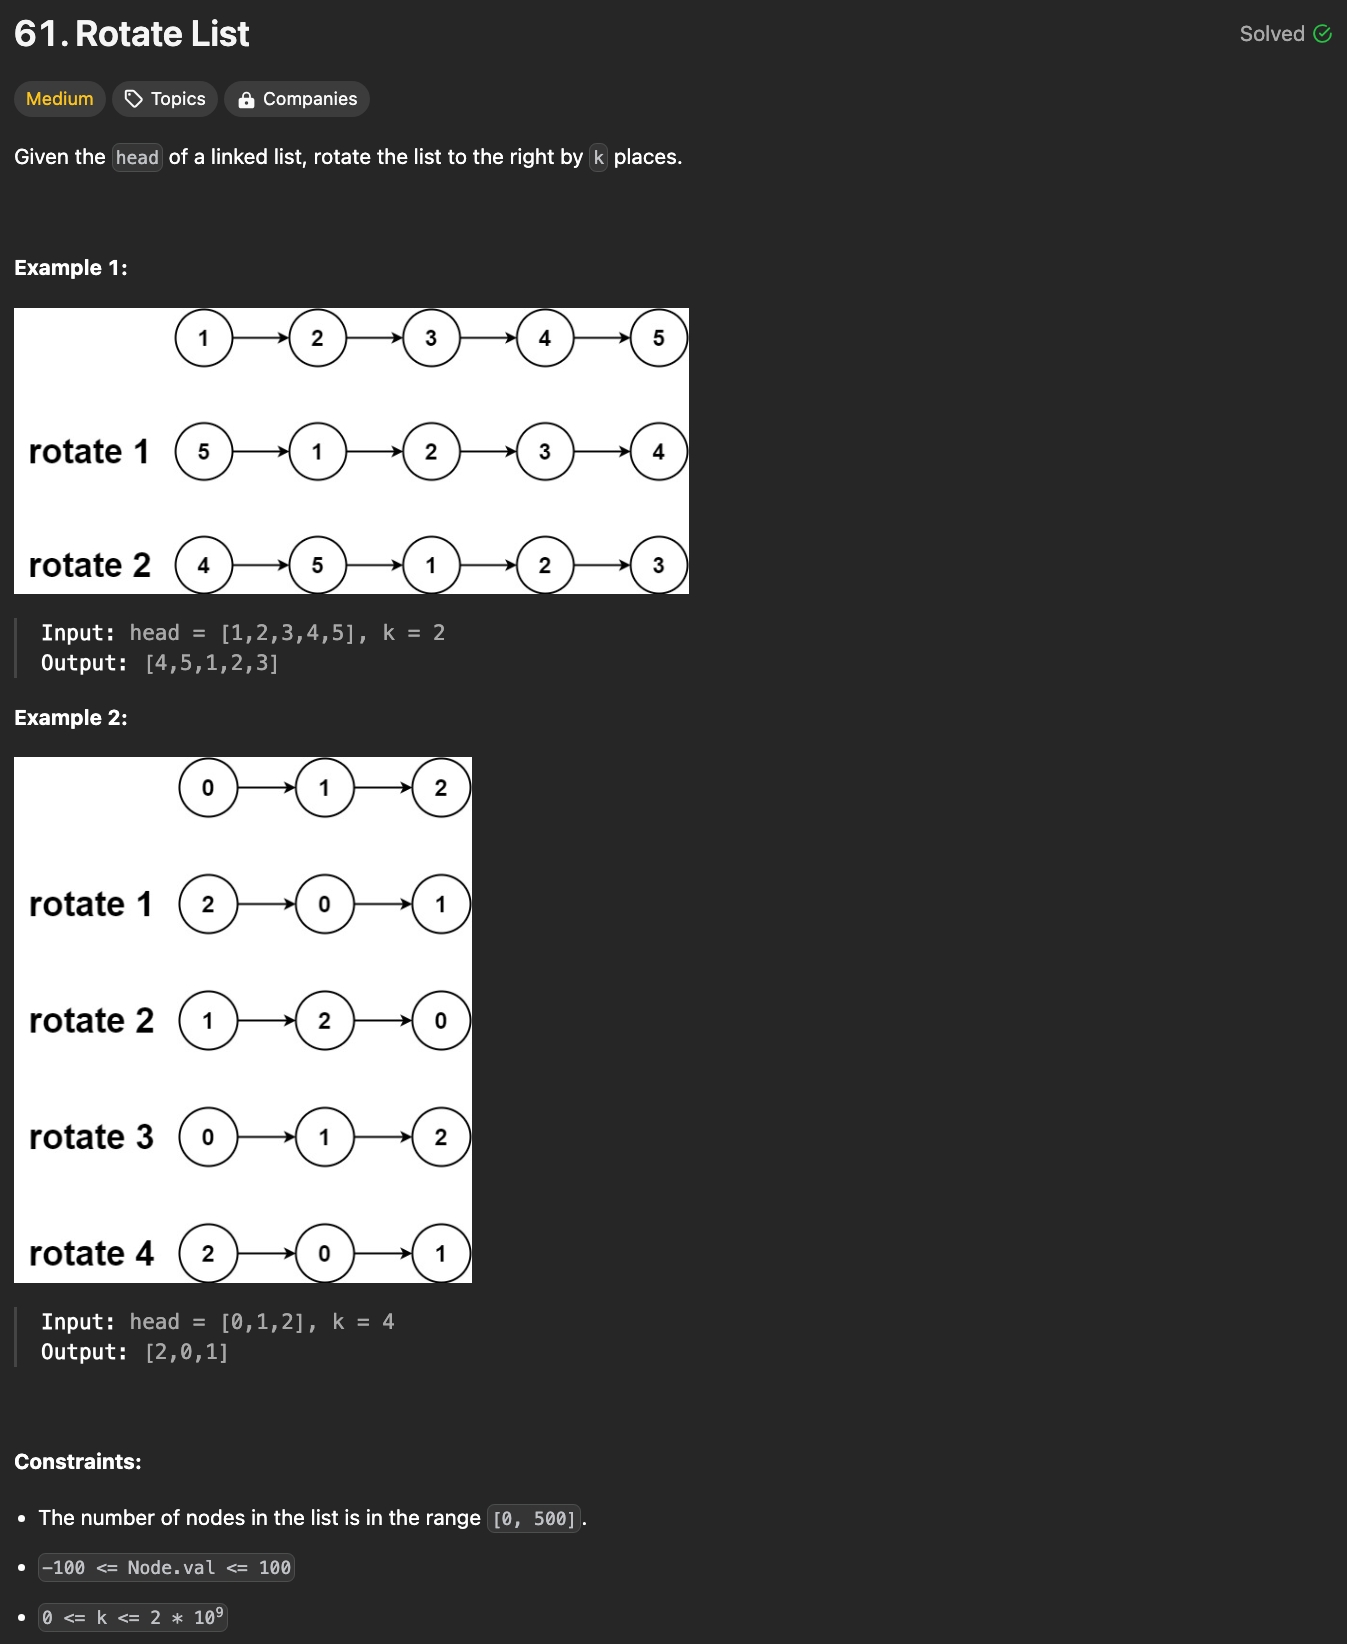 61. Rotate List
Solved
Medium Topics Companies
Given the head of a linked list, rotate the list to the right by k places.
Example 1:
1 2 3 4 5
rotate 1 5 1 2 3 4
rotate 2 4 5 1 2 3
Input: head = [1,2,3,4,5], k = 2
Output: [4,5,1,2,3]
Example 2:
0 1 2
rotate 1 2 0 1
rotate 2 1 2 0
rotate 3 0 1 2
rotate 4 2 0 1
Input: head = [0,1,2], k = 4
Output: [2,0,1]
Constraints:
• The number of nodes in the list is in the range [0, 500].
• -100 <= Node.val <= 100
• 0 <= k <= 2 * 10⁹